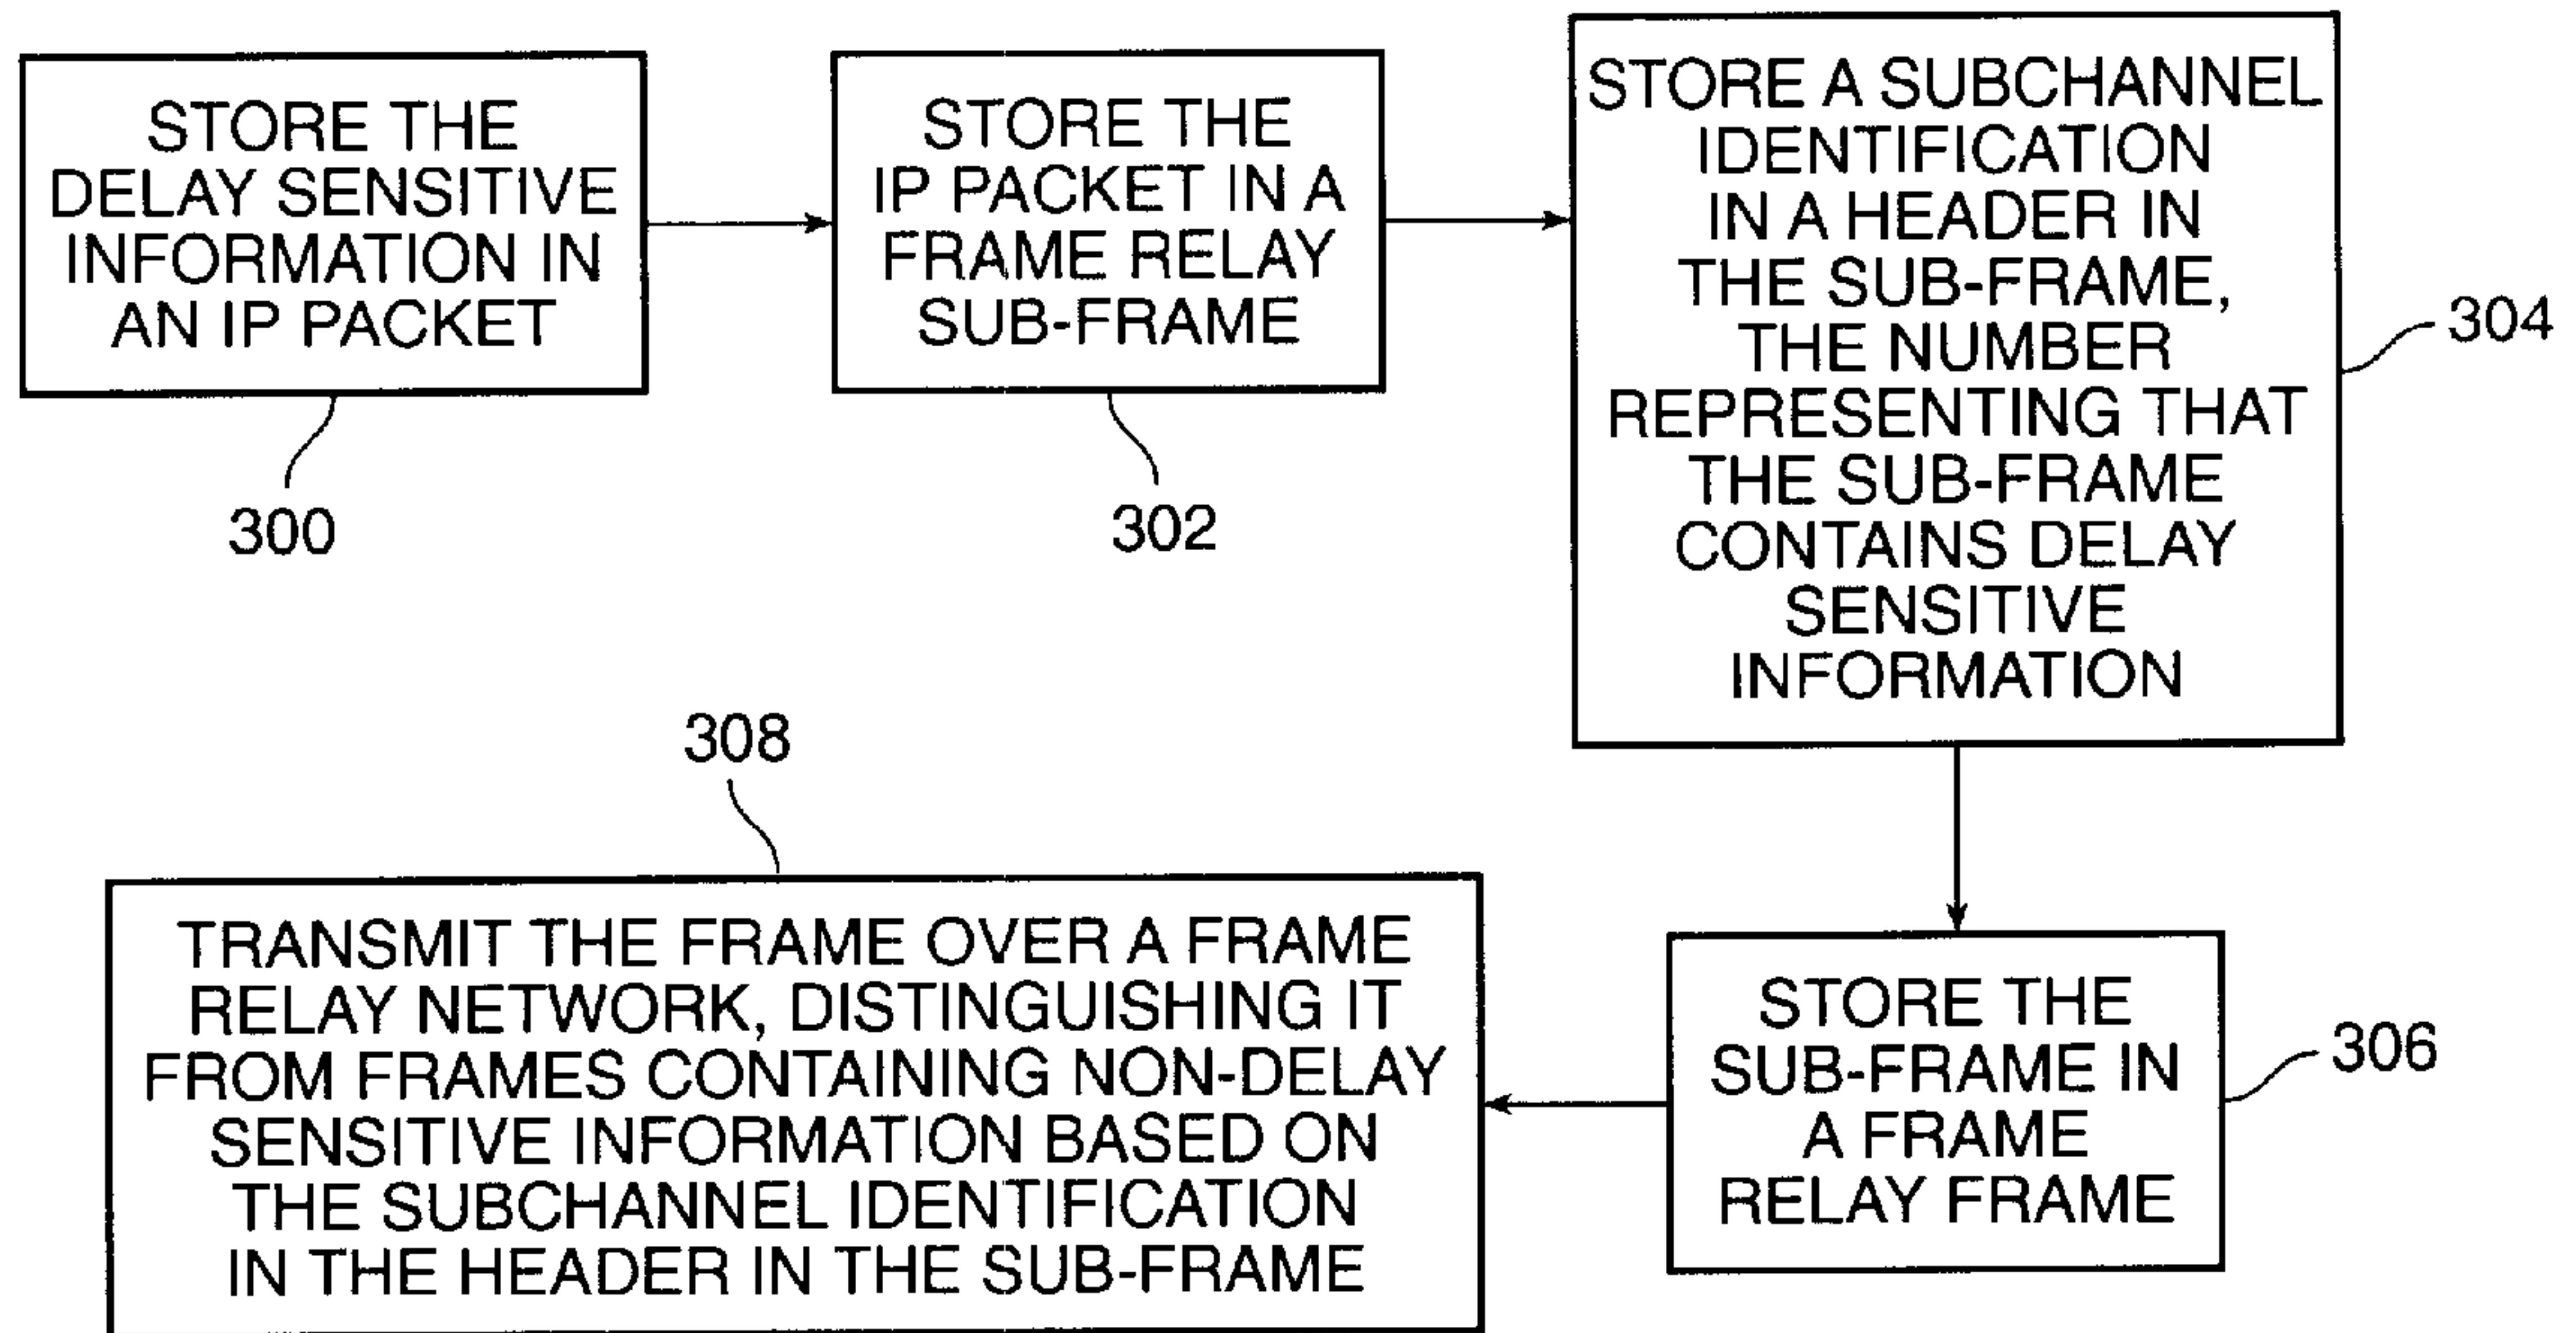 STORE THE
DELAY SENSITIVE
INFORMATION IN
AN IP PACKET
300
STORE THE
IP PACKET IN A
FRAME RELAY
SUB-FRAME
302
STORE A SUBCHANNEL
IDENTIFICATION
IN A HEADER IN
THE SUB-FRAME,
THE NUMBER
REPRESENTING THAT
THE SUB-FRAME
CONTAINS DELAY
SENSITIVE
INFORMATION
304
STORE THE
SUB-FRAME IN
A FRAME
RELAY FRAME
306
308
TRANSMIT THE FRAME OVER A FRAME
RELAY NETWORK, DISTINGUISHING IT
FROM FRAMES CONTAINING NON-DELAY
SENSITIVE INFORMATION BASED ON
THE SUBCHANNEL IDENTIFICATION
IN THE HEADER IN THE SUB-FRAME